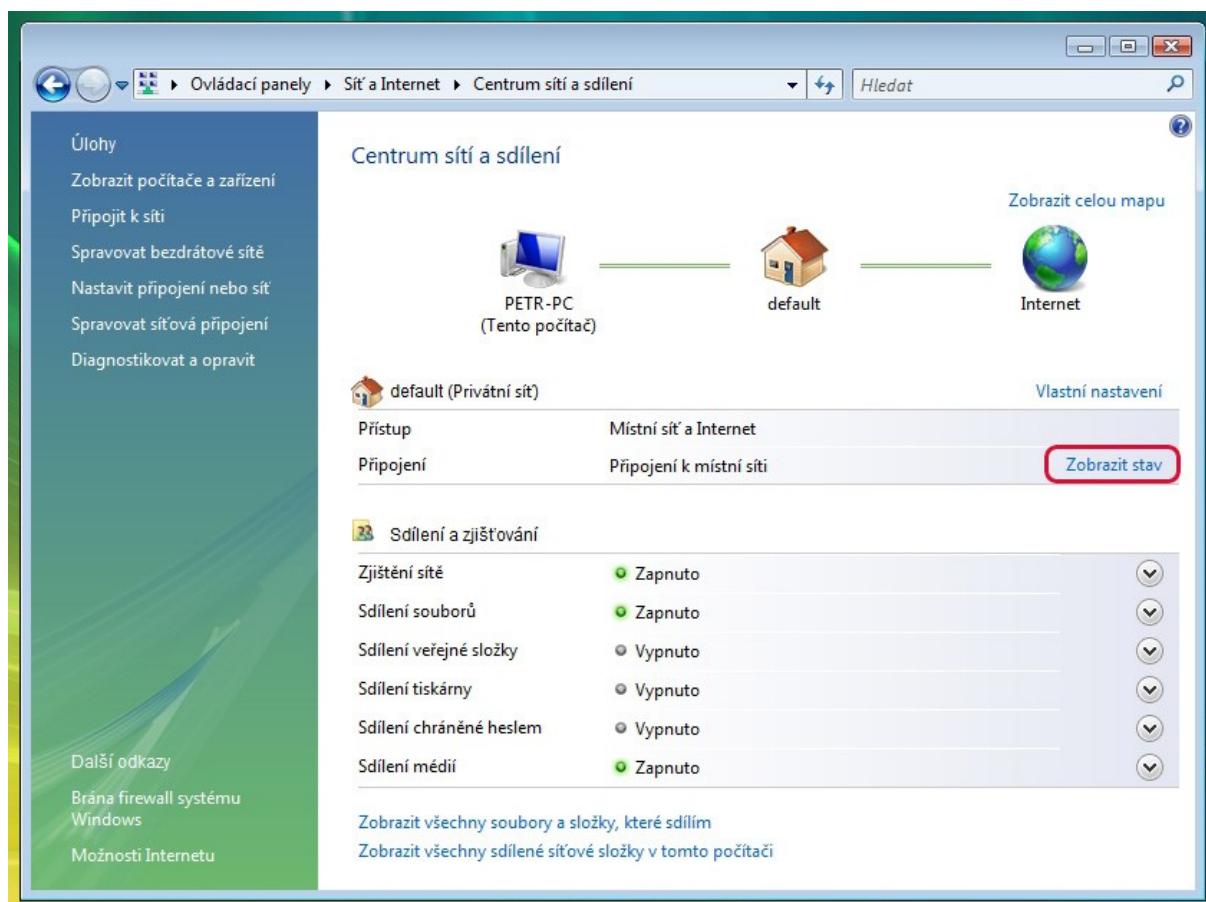 Ovládací panely ▸ Síť a Internet ▸ Centrum sítí a sdílení
Hledat
Úlohy
Zobrazit počítače a zařízení
Připojit k síti
Spravovat bezdrátové sítě
Nastavit připojení nebo síť
Spravovat síťová připojení
Diagnostikovat a opravit
Další odkazy
Brána firewall systému
Windows
Možnosti Internetu
Centrum sítí a sdílení
Zobrazit celou mapu
PETR-PC
(Tento počítač)
default
Internet
default (Privátní síť)
Vlastní nastavení
Přístup Místní síť a Internet
Připojení Připojení k místní síti Zobrazit stav
Sdílení a zjišťování
Zjištění sítě Zapnuto
Sdílení souborů Zapnuto
Sdílení veřejné složky Vypnuto
Sdílení tiskárny Vypnuto
Sdílení chráněné heslem Vypnuto
Sdílení médií Zapnuto
Zobrazit všechny soubory a složky, které sdílím
Zobrazit všechny sdílené síťové složky v tomto počítači